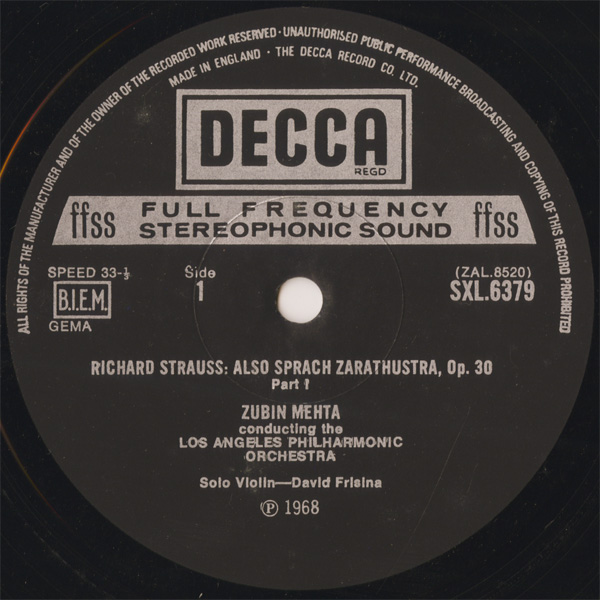 ALL RIGHTS OF THE MANUFACTURER AND OF THE OWNER OF THE RECORDED WORK RESERVED · UNAUTHORISED PUBLIC PERFORMANCE BROADCASTING AND COPYING OF THIS RECORD PROHIBITED
MADE IN ENGLAND · THE DECCA RECORD CO. LTD.
DECCA
REGD
ffss FULL FREQUENCY STEREOPHONIC SOUND ffss
SPEED 33-⅓
B.I.E.M.
GEMA
Side
1
(ZAL.8520)
SXL.6379
RICHARD STRAUSS: ALSO SPRACH ZARATHUSTRA, Op. 30
Part 1
ZUBIN MEHTA
conducting the
LOS ANGELES PHILHARMONIC
ORCHESTRA
Solo Violin—David Frisina
Ⓟ 1968